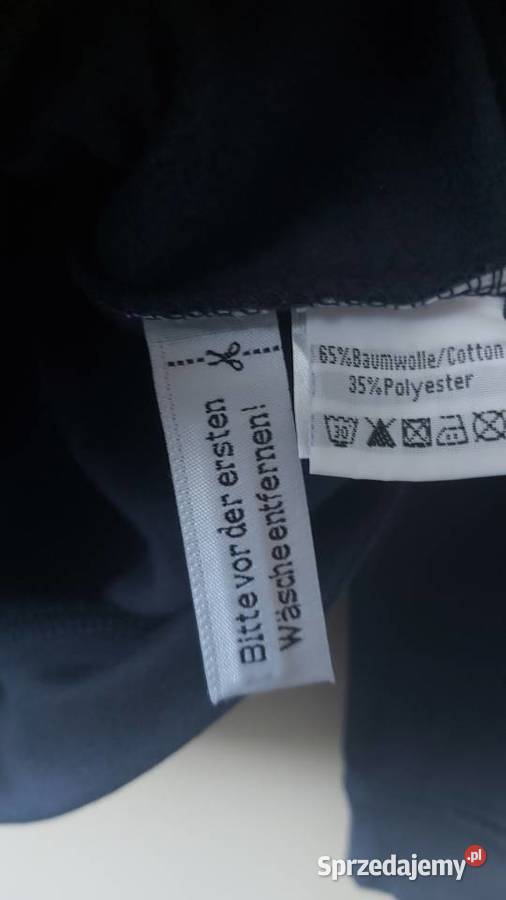 Bitte vor der ersten
Wäsche entfernen!
65%Baumwolle/Cotton
35%Polyester
30
Sprzedajemy.pl